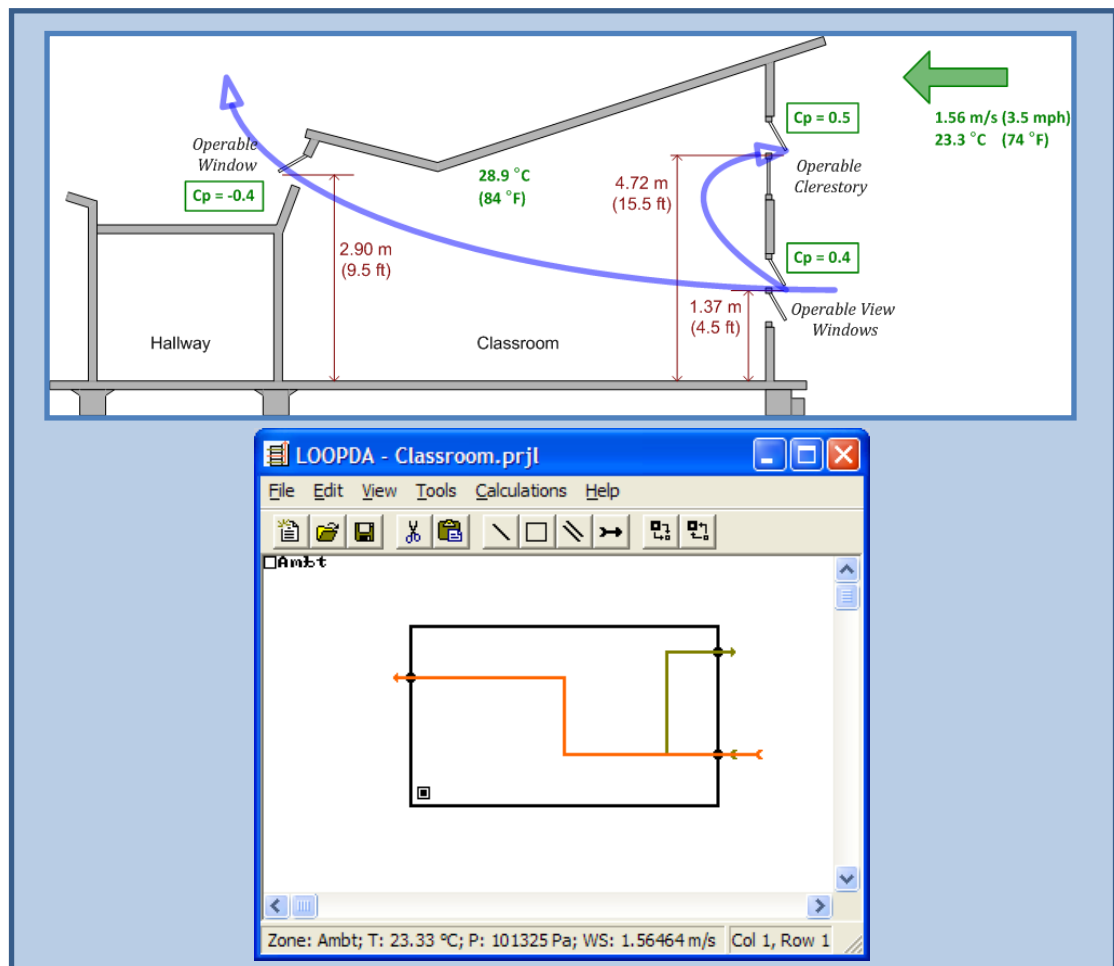 Cp = 0.5
1.56 m/s (3.5 mph)
23.3 °C (74 °F)
Operable
Window
Operable
Clerestory
28.9 °C
(84 °F)
4.72 m
(15.5 ft)
Cp = -0.4
2.90 m
(9.5 ft)
Cp = 0.4
1.37 m
(4.5 ft)
Operable View
Windows
Hallway
Classroom
LOOPDA - Classroom.prjl
File Edit View Tools Calculations Help
Ambt
Zone: Ambt; T: 23.33 °C; P: 101325 Pa; WS: 1.56464 m/s Col 1, Row 1